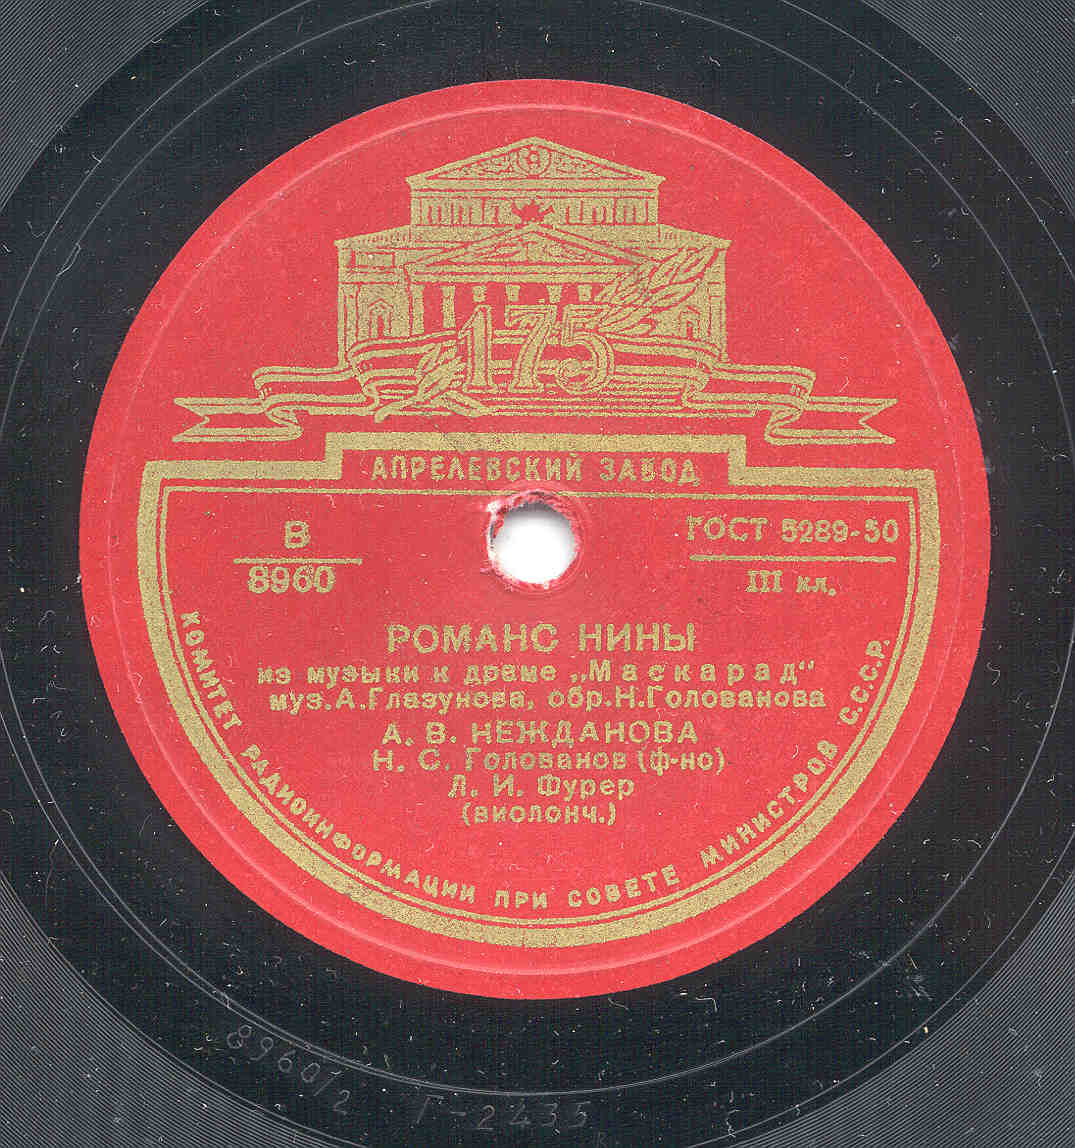 175
АПРЕЛЕВСКИЙ ЗАВОД
В
8960
ГОСТ 5289-50
III кл.
РОМАНС НИНЫ
из музыки к драме „Маскарад“
муз. А. Глазунова, обр. Н. Голованова
А. В. НЕЖДАНОВА
Н. С. Голованов (ф-но)
Л. И. Фурер
(виолонч.)
КОМИТЕТ РАДИОИНФОРМАЦИИ ПРИ СОВЕТЕ МИНИСТРОВ С.С.С.Р.
8960/2
Г-2435